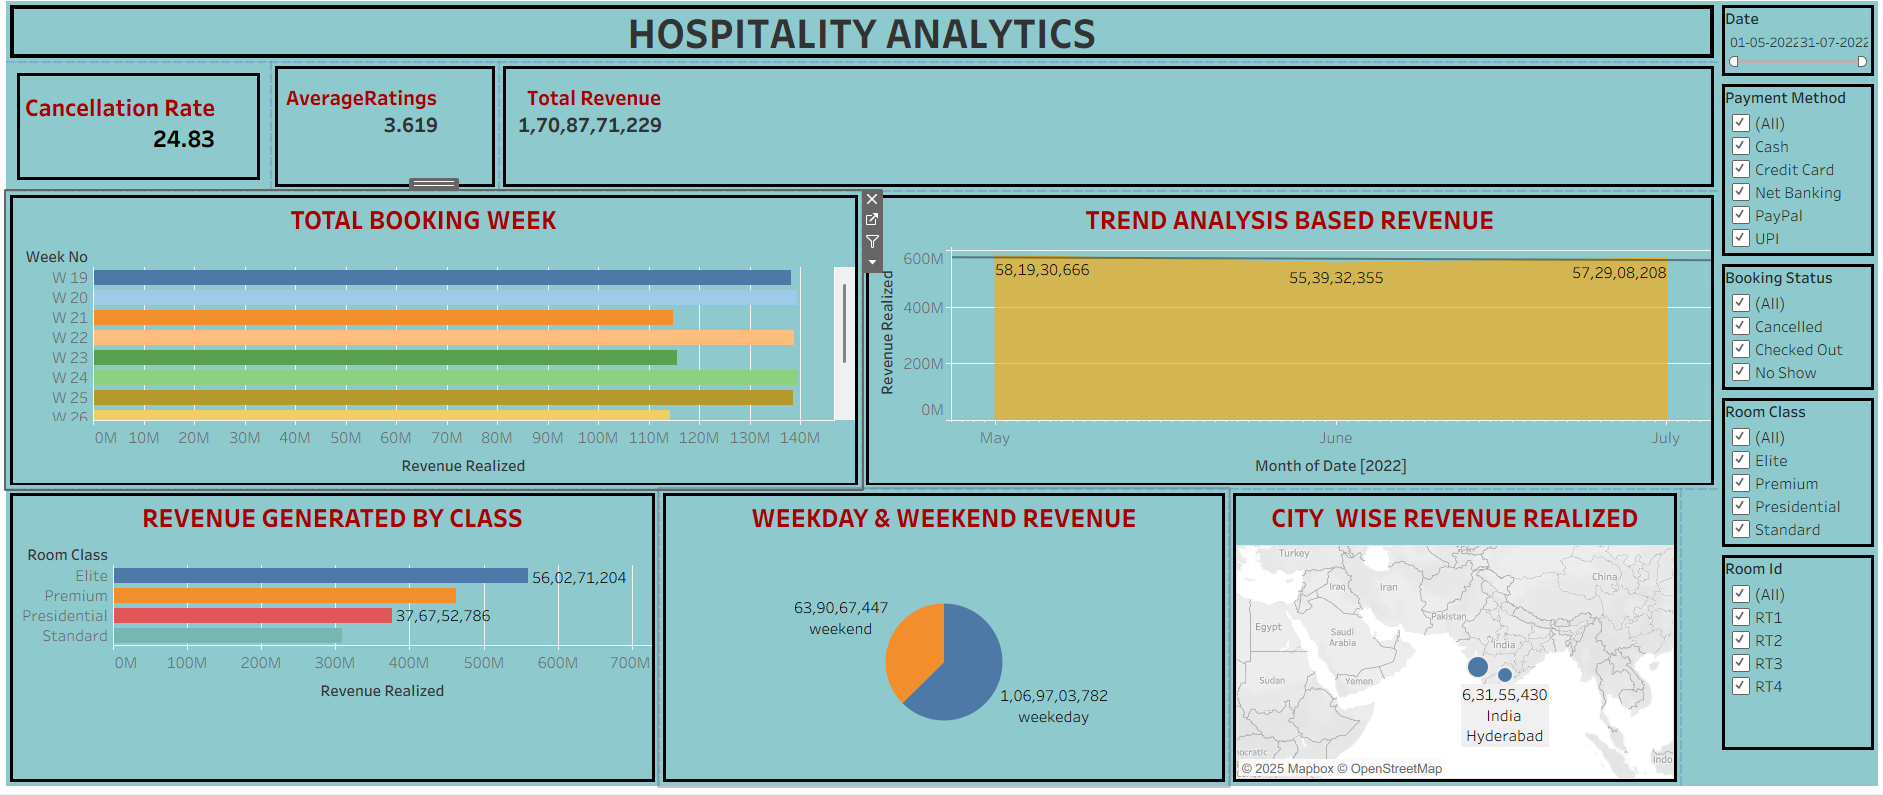 HOSPITALITY ANALYTICS
Cancellation Rate
24.83
AverageRatings
3.619
Total Revenue
1,70,87,71,229
TOTAL BOOKING WEEK
Week No
W 19
W 20
W 21
W 22
W 23
W 24
W 25
W 26
0M 10M 20M 30M 40M 50M 60M 70M 80M 90M 100M 110M 120M 130M 140M
Revenue Realized
TREND ANALYSIS BASED REVENUE
Revenue Realized
600M
400M
200M
0M
58,19,30,666
55,39,32,355
57,29,08,208
May June July
Month of Date [2022]
REVENUE GENERATED BY CLASS
Room Class
Elite 56,02,71,204
Premium
Presidential 37,67,52,786
Standard
0M 100M 200M 300M 400M 500M 600M 700M
Revenue Realized
WEEKDAY & WEEKEND REVENUE
63,90,67,447
weekend
1,06,97,03,782
weekeday
CITY WISE REVENUE REALIZED
Turkey
China
Iraq
Iran
Pakistan
Egypt
Saudi
Arabia
India
Sudan
Yemen
6,31,55,430
India
Hyderabad
ocratic
Indo
© 2025 Mapbox © OpenStreetMap
Date
01-05-2022 31-07-2022
Payment Method
(All)
Cash
Credit Card
Net Banking
PayPal
UPI
Booking Status
(All)
Cancelled
Checked Out
No Show
Room Class
(All)
Elite
Premium
Presidential
Standard
Room Id
(All)
RT1
RT2
RT3
RT4